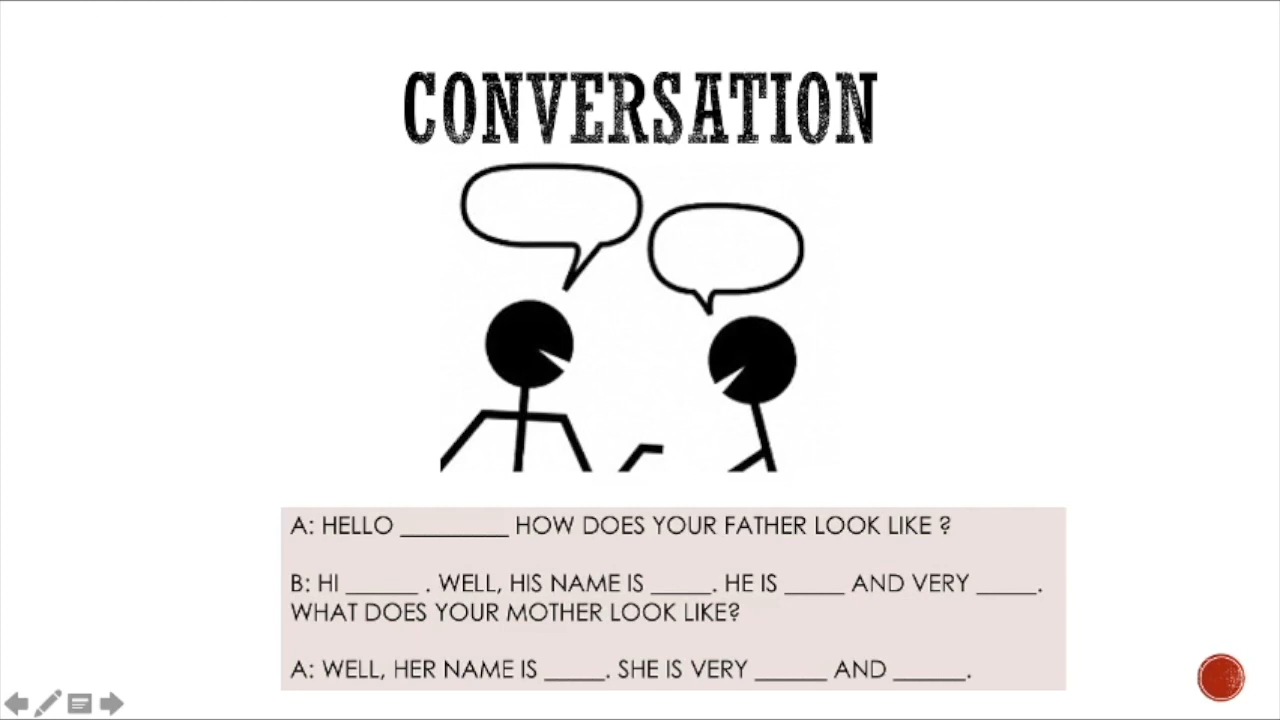 CONVERSATION
A: HELLO _________ HOW DOES YOUR FATHER LOOK LIKE ?
B: HI ______ . WELL, HIS NAME IS _____. HE IS _____ AND VERY _____.
WHAT DOES YOUR MOTHER LOOK LIKE?
A: WELL, HER NAME IS _____. SHE IS VERY ______ AND ______.